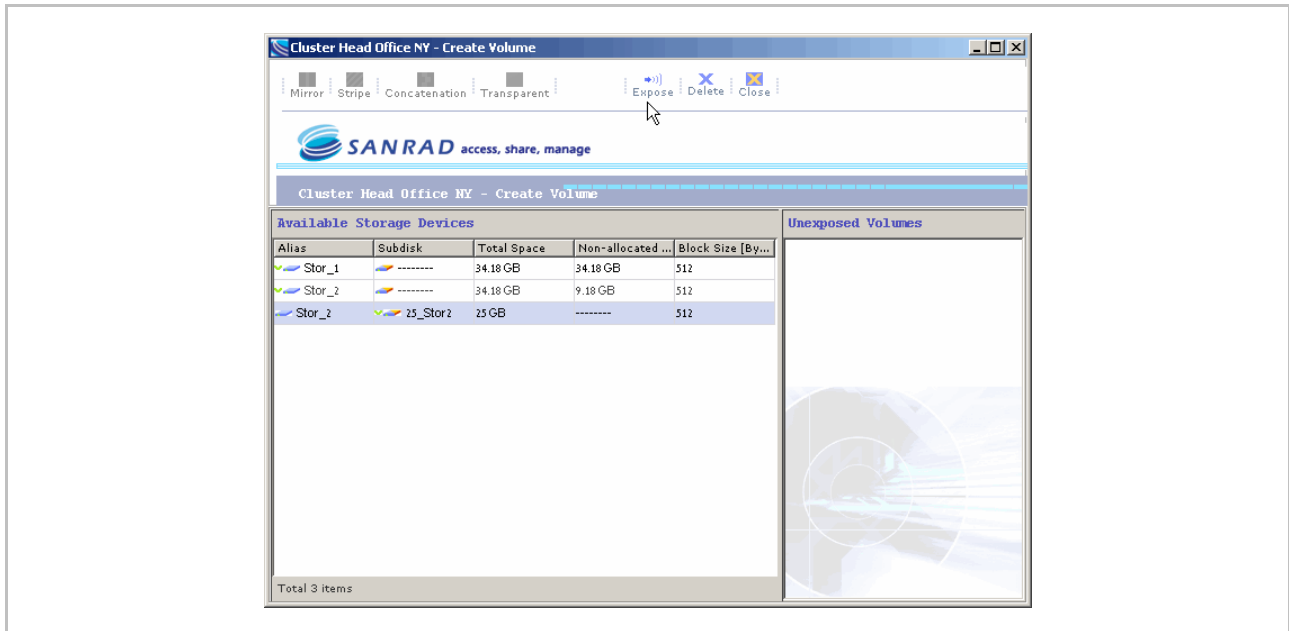 Cluster Head Office NY - Create Volume
Mirror Stripe Concatenation Transparent Expose Delete Close
SANRAD access, share, manage
Cluster Head Office NY - Create Volume
Available Storage Devices Unexposed Volumes
Alias Subdisk Total Space Non-allocated ... Block Size [By...
Stor_1 -------- 34.18 GB 34.18 GB 512
Stor_2 -------- 34.18 GB 9.18 GB 512
Stor_2 25_Stor2 25 GB -------- 512
Total 3 items